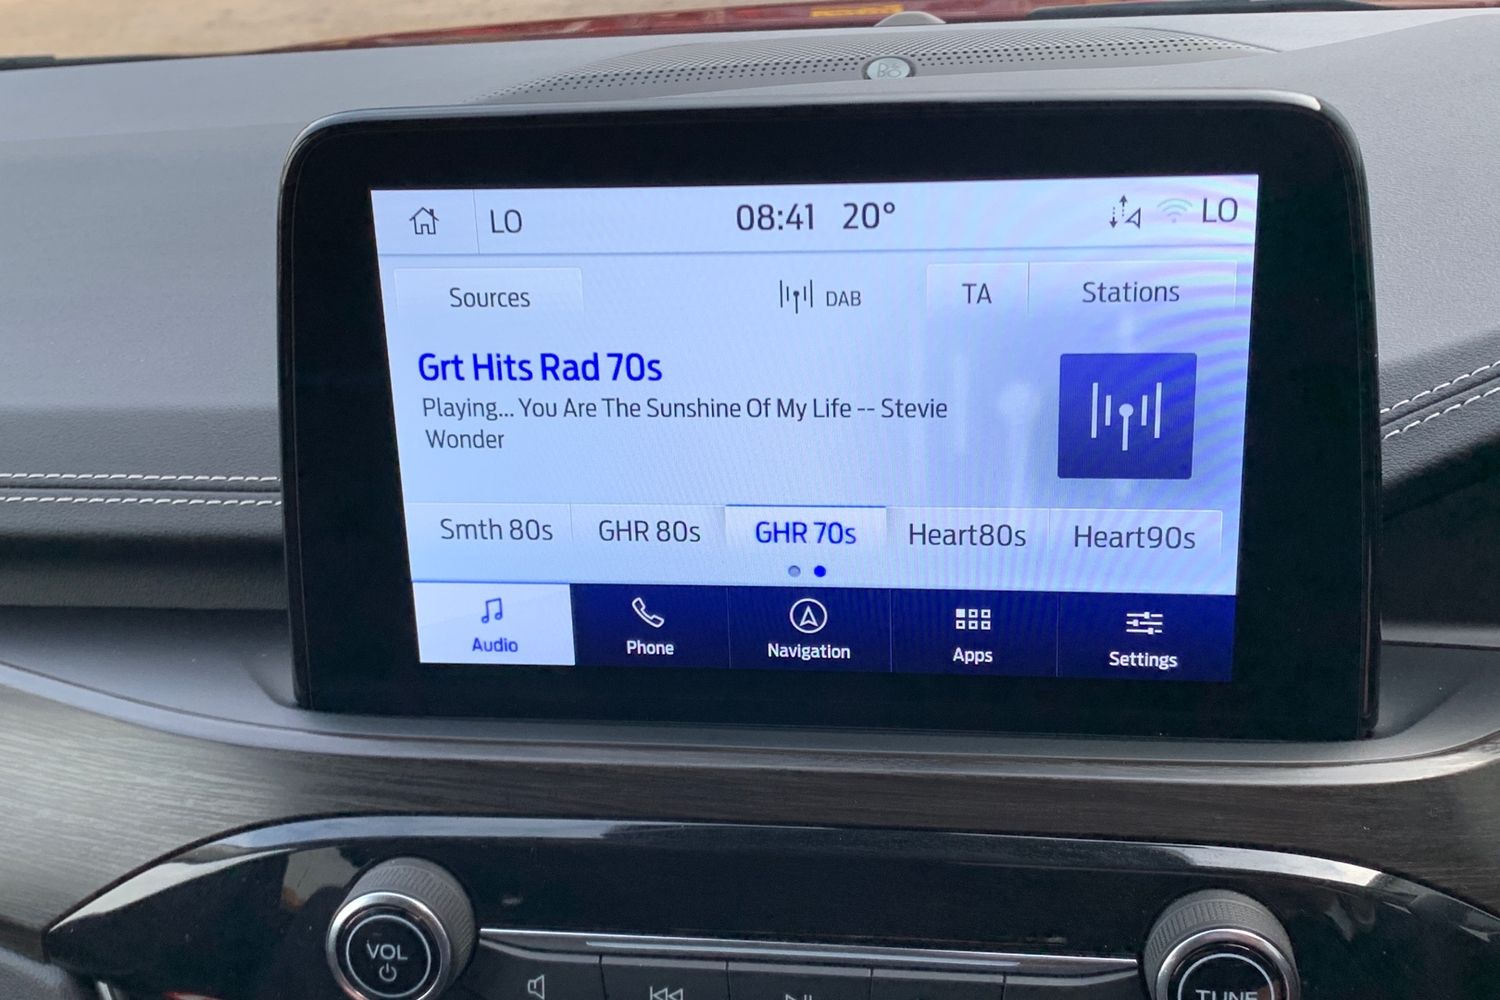 B&O
LO 08:41 20° LO
Sources DAB TA Stations
Grt Hits Rad 70s
Playing... You Are The Sunshine Of My Life -- Stevie
Wonder
Smth 80s GHR 80s GHR 70s Heart80s Heart90s
Audio Phone Navigation Apps Settings
VOL
TUNE